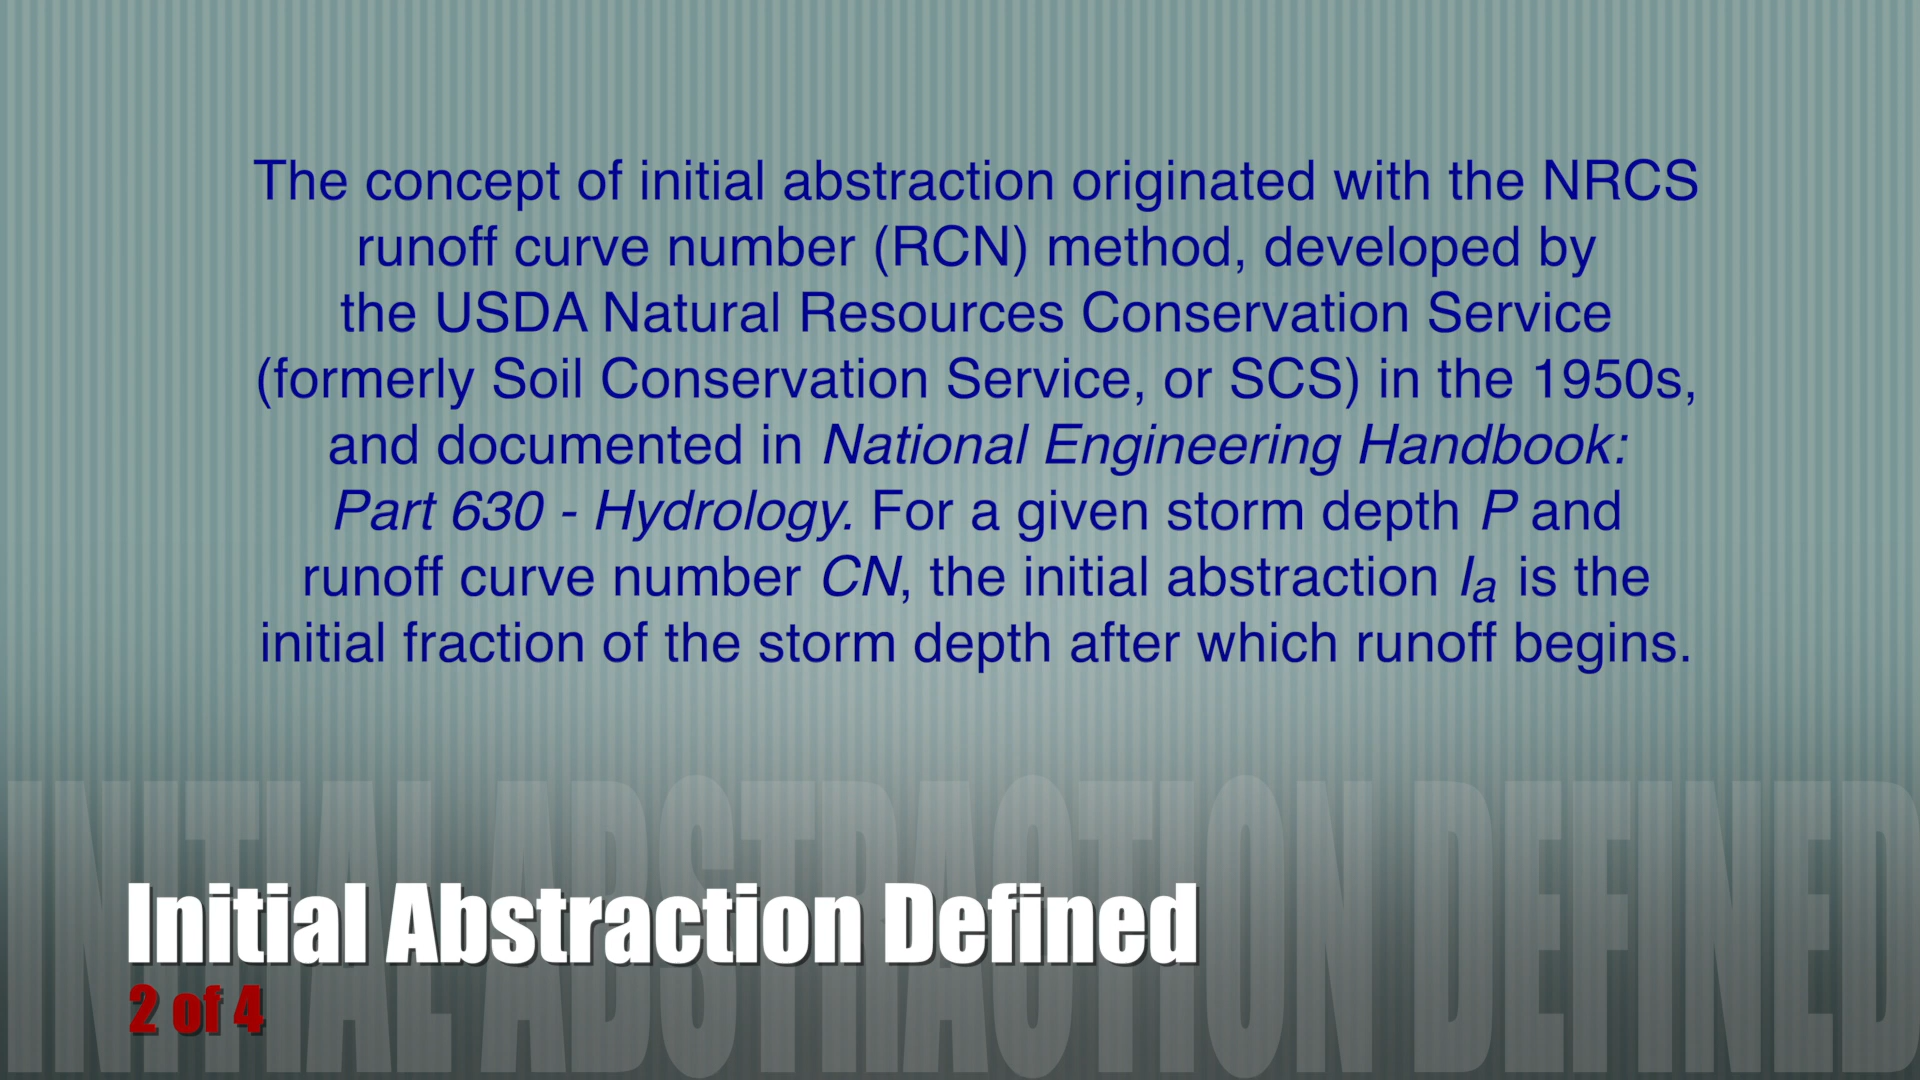 The concept of initial abstraction originated with the NRCS
runoff curve number (RCN) method, developed by
the USDA Natural Resources Conservation Service
(formerly Soil Conservation Service, or SCS) in the 1950s,
and documented in National Engineering Handbook:
Part 630 - Hydrology. For a given storm depth P and
runoff curve number CN, the initial abstraction Ia is the
initial fraction of the storm depth after which runoff begins.
INITIAL ABSTRACTION DEFINED
Initial Abstraction Defined
2 of 4